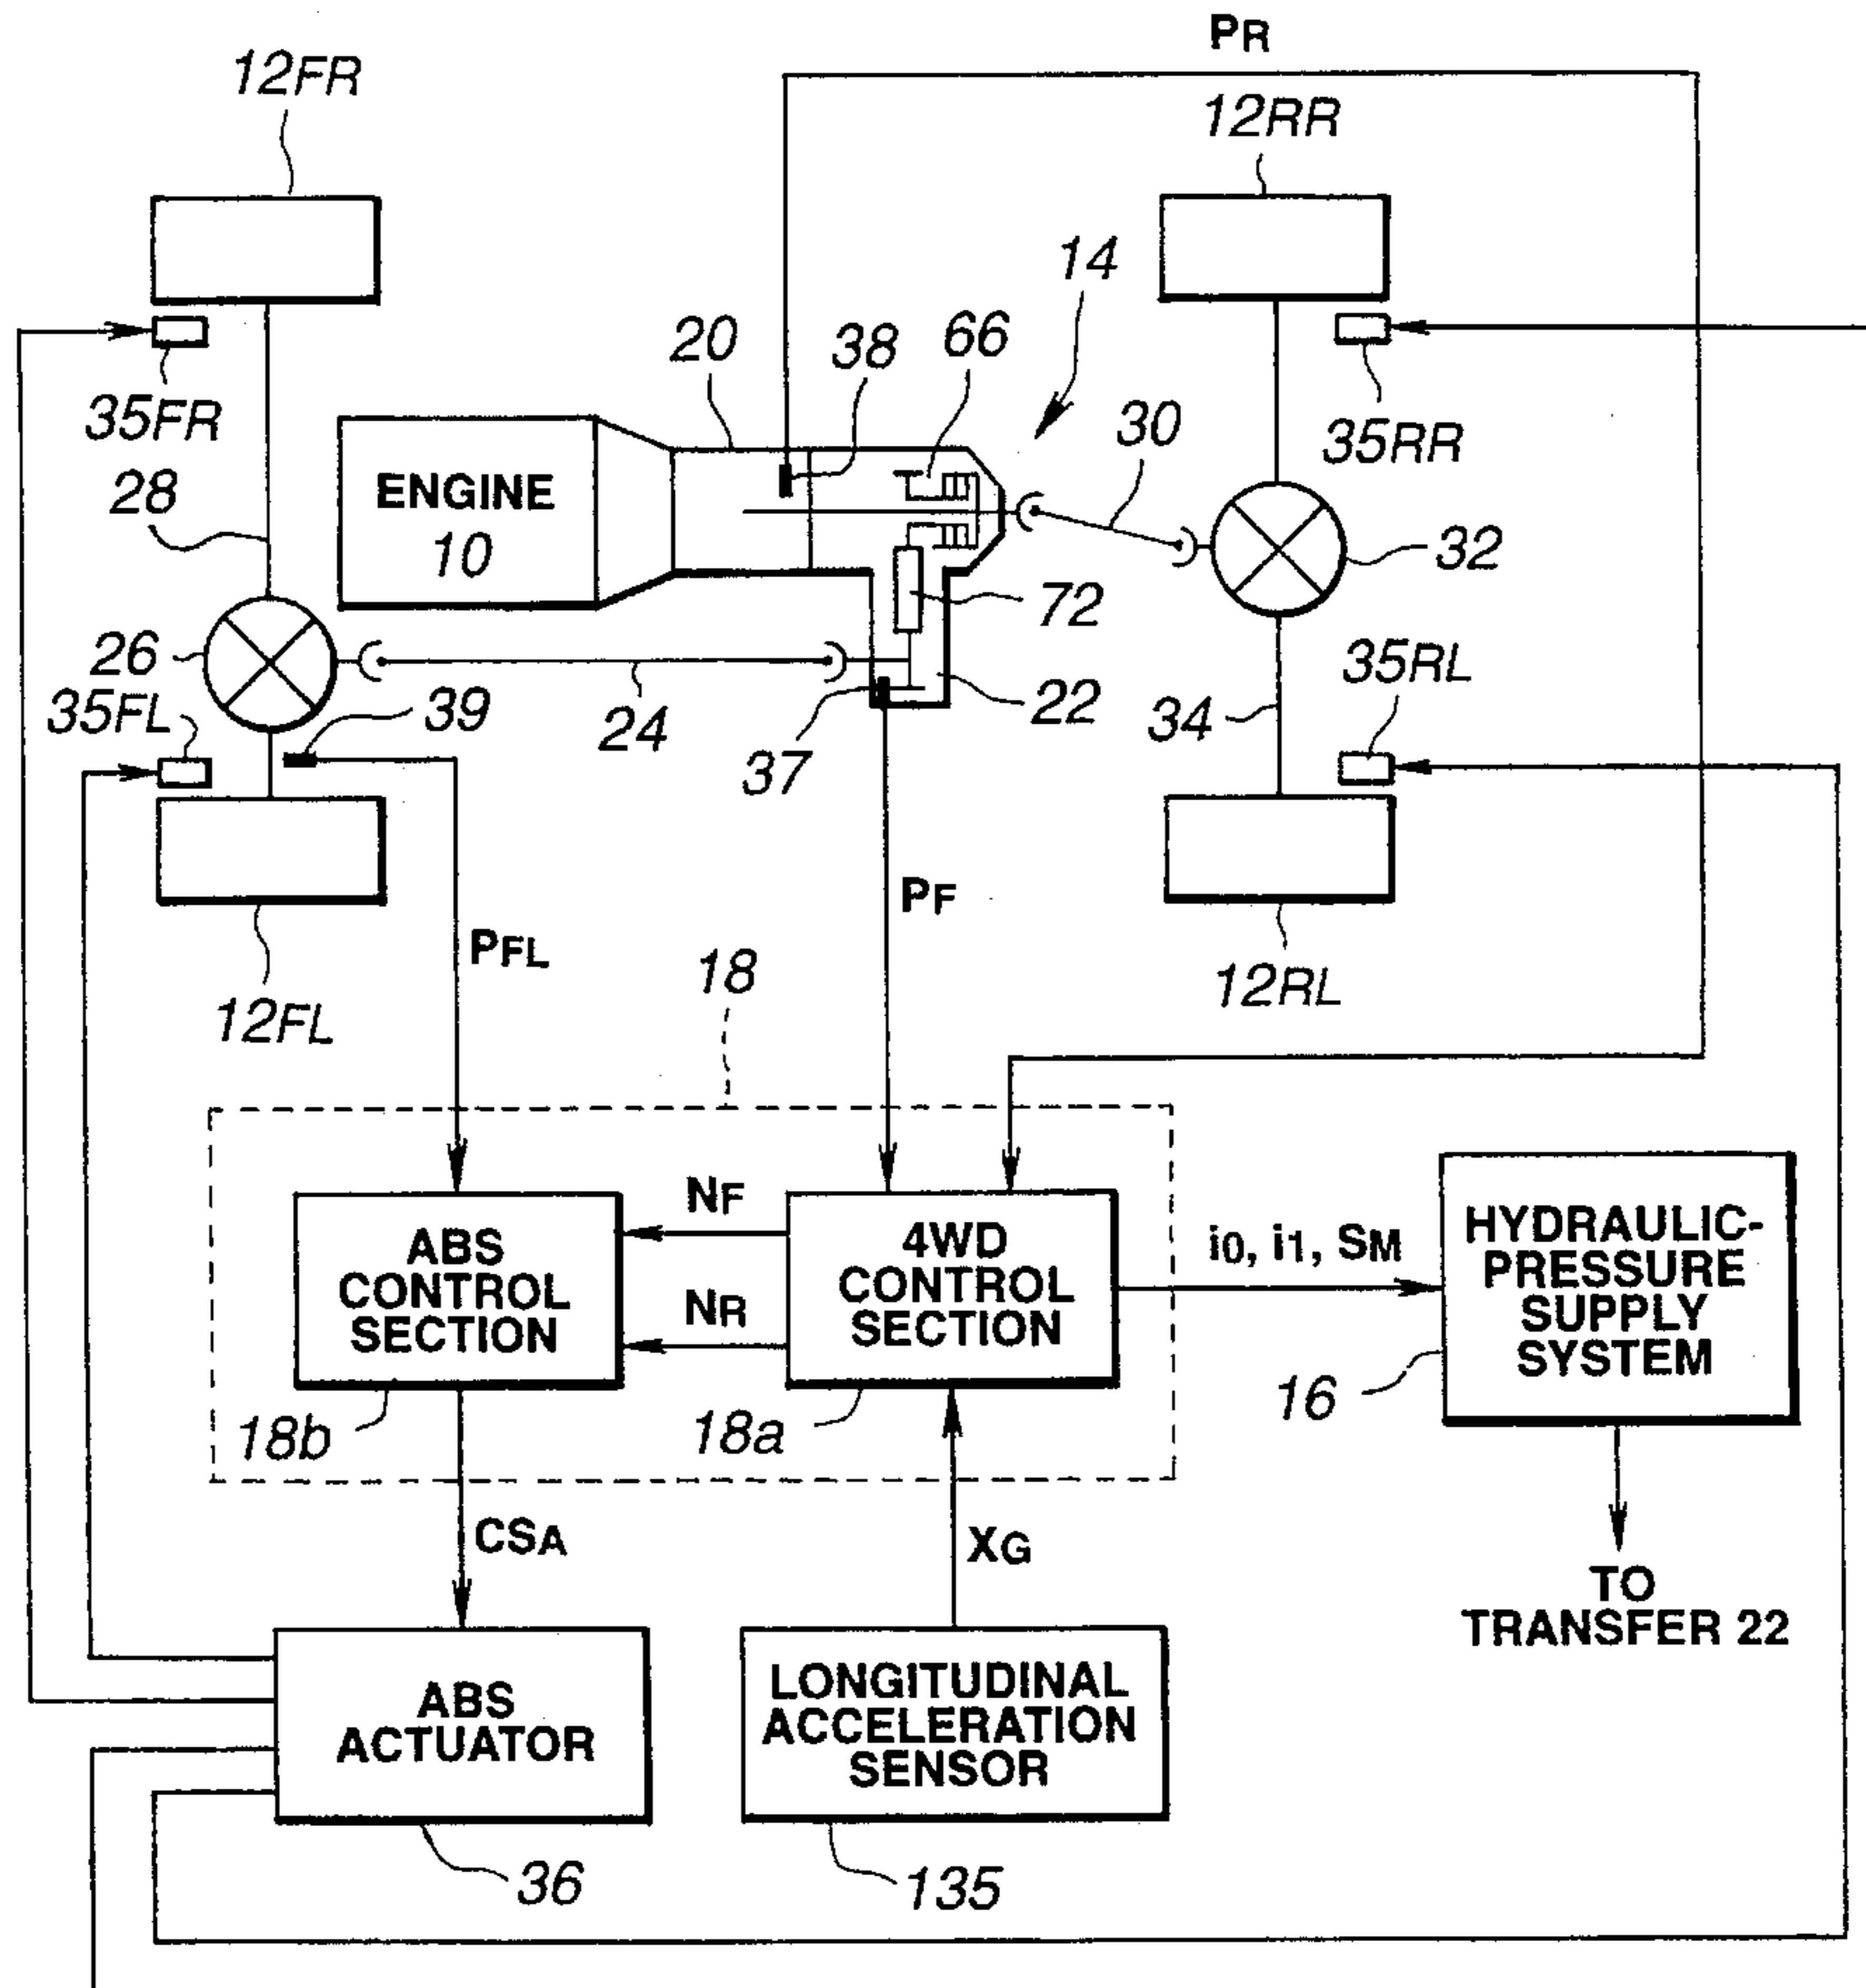 PR
12FR
12RR
14
20
38
66
35FR
30
35RR
28
ENGINE
10
32
72
26
35RL
35FL
39
24
22
34
37
PF
PFL
18
12RL
12FL
NF
ABS
CONTROL
SECTION
4WD
CONTROL
SECTION
i0, i1, SM
HYDRAULIC-
PRESSURE
SUPPLY
SYSTEM
NR
16
18b
18a
CSA
XG
TO
TRANSFER 22
ABS
ACTUATOR
LONGITUDINAL
ACCELERATION
SENSOR
36
135